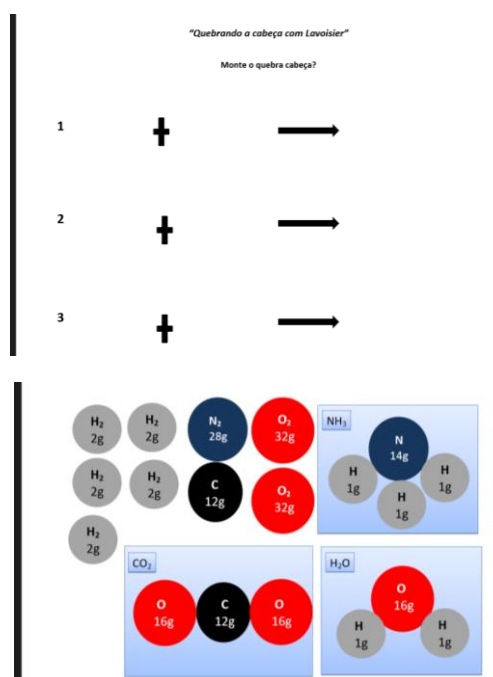 “Quebrando a cabeça com Lavoisier”
Monte o quebra cabeça?
1
2
3
H₂
2g
H₂
2g
N₂
28g
O₂
32g
H₂
2g
H₂
2g
C
12g
O₂
32g
H₂
2g
NH₃
N
14g
H
1g
H
1g
H
1g
CO₂
O
16g
C
12g
O
16g
H₂O
O
16g
H
1g
H
1g